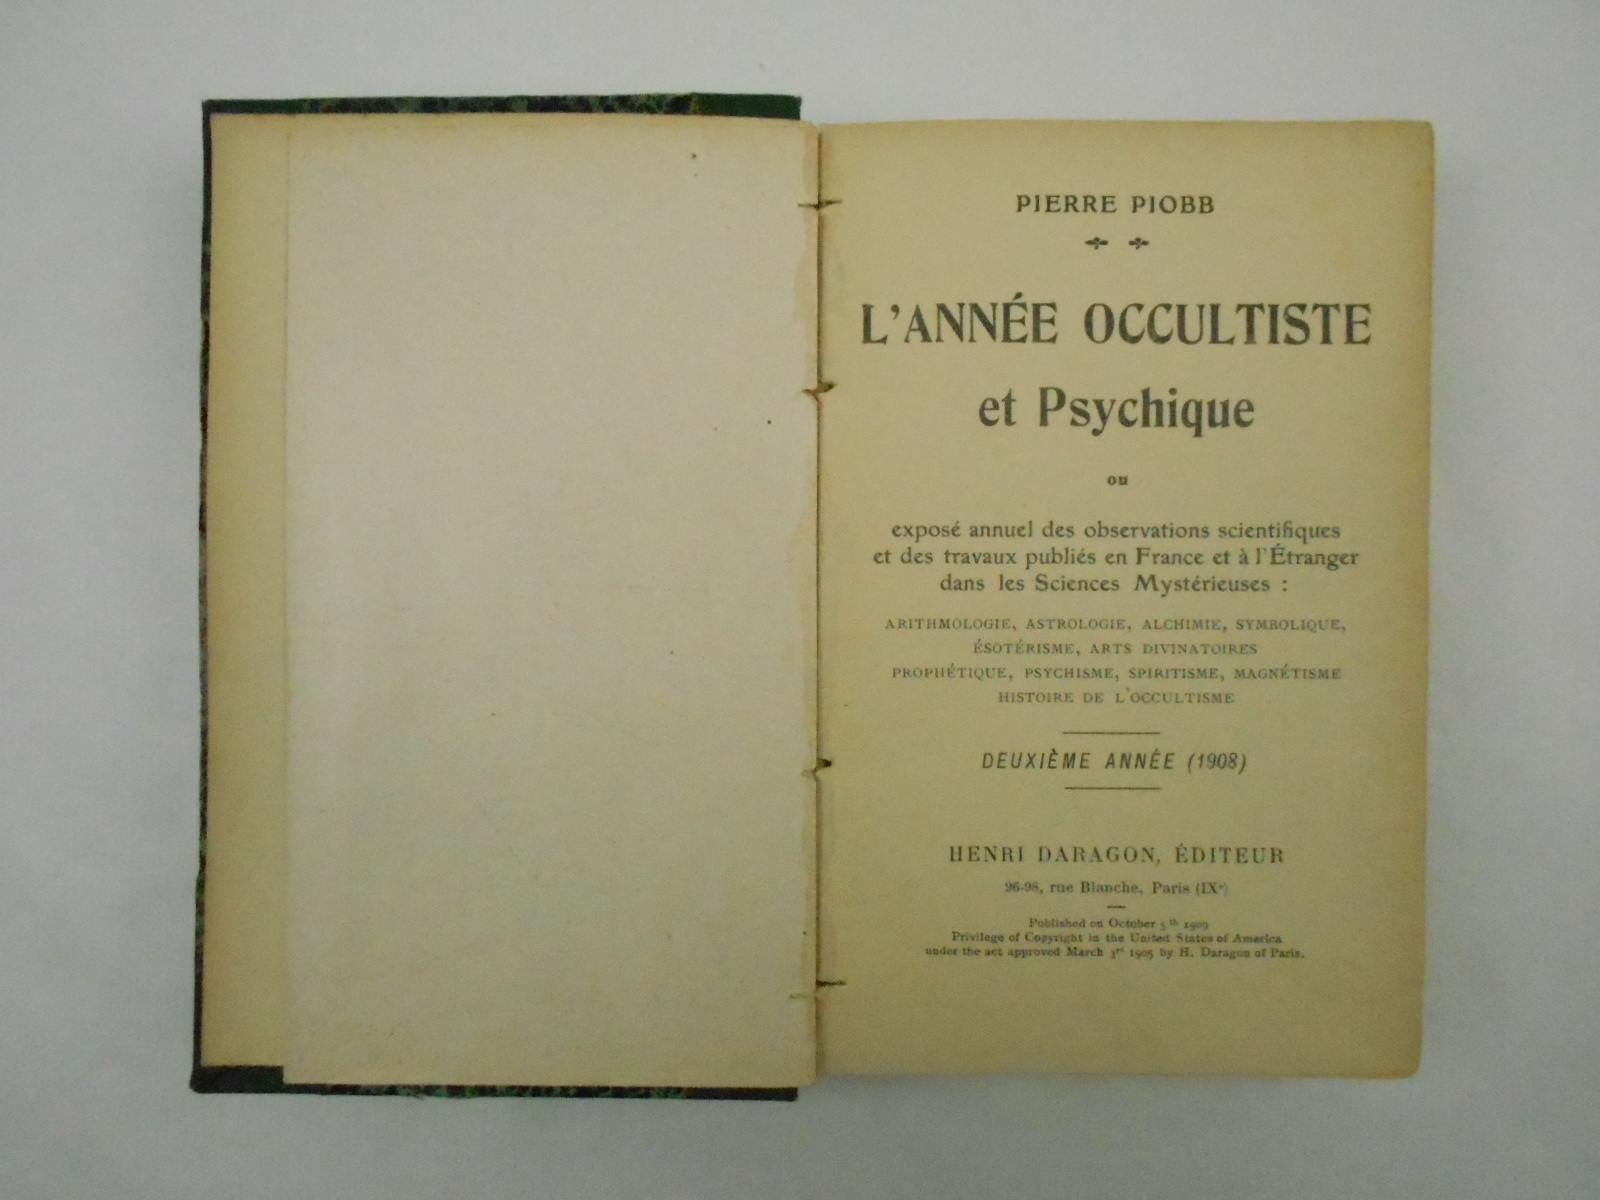 PIERRE PIOBB
L'ANNÉE OCCULTISTE
et Psychique
ou
exposé annuel des observations scientifiques
et des travaux publiés en France et à l'Étranger
dans les Sciences Mystérieuses :
ARITHMOLOGIE, ASTROLOGIE, ALCHIMIE, SYMBOLIQUE,
ÉSOTÉRISME, ARTS DIVINATOIRES
PROPHÉTIQUE, PSYCHISME, SPIRITISME, MAGNÉTISME
HISTOIRE DE L'OCCULTISME
DEUXIÈME ANNÉE (1908)
HENRI DARAGON, ÉDITEUR
96-98, rue Blanche, Paris (IXe)
Published on October 5th 1909
Privilege of Copyright in the United States of America
under the act approved March 3rd 1905 by H. Daragon of Paris.